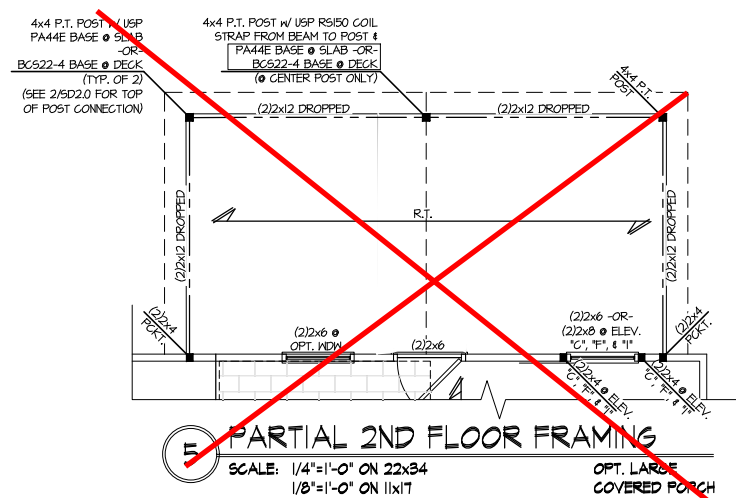 4x4 P.T. POST W/ USP
PA44E BASE @ SLAB
-OR-
BCS22-4 BASE @ DECK
(TYP. OF 2)
(SEE 2/SD2.0 FOR TOP
OF POST CONNECTION)
4x4 P.T. POST W/ USP RS150 COIL
STRAP FROM BEAM TO POST &
PA44E BASE @ SLAB -OR-
BCS22-4 BASE @ DECK
(@ CENTER POST ONLY)
4x4 P.T.
POST
(2)2x12 DROPPED
(2)2x12 DROPPED
(2)2x12 DROPPED
R.T.
(2)2x12 DROPPED
(2)2x4
PCKT.
(2)2x6 @
OPT. WDW.
(2)2x6
(2)2x6 -OR-
(2)2x8 @ ELEV.
"C", "F", & "I"
(2)2x4
PCKT.
(2)2x4 @ ELEV.
"C", "F", & "I"
(2)2x4 @ ELEV.
"C", "F", & "I"
5
PARTIAL 2ND FLOOR FRAMING
SCALE: 1/4"=1'-0" ON 22x34
1/8"=1'-0" ON 11x17
OPT. LARGE
COVERED PORCH